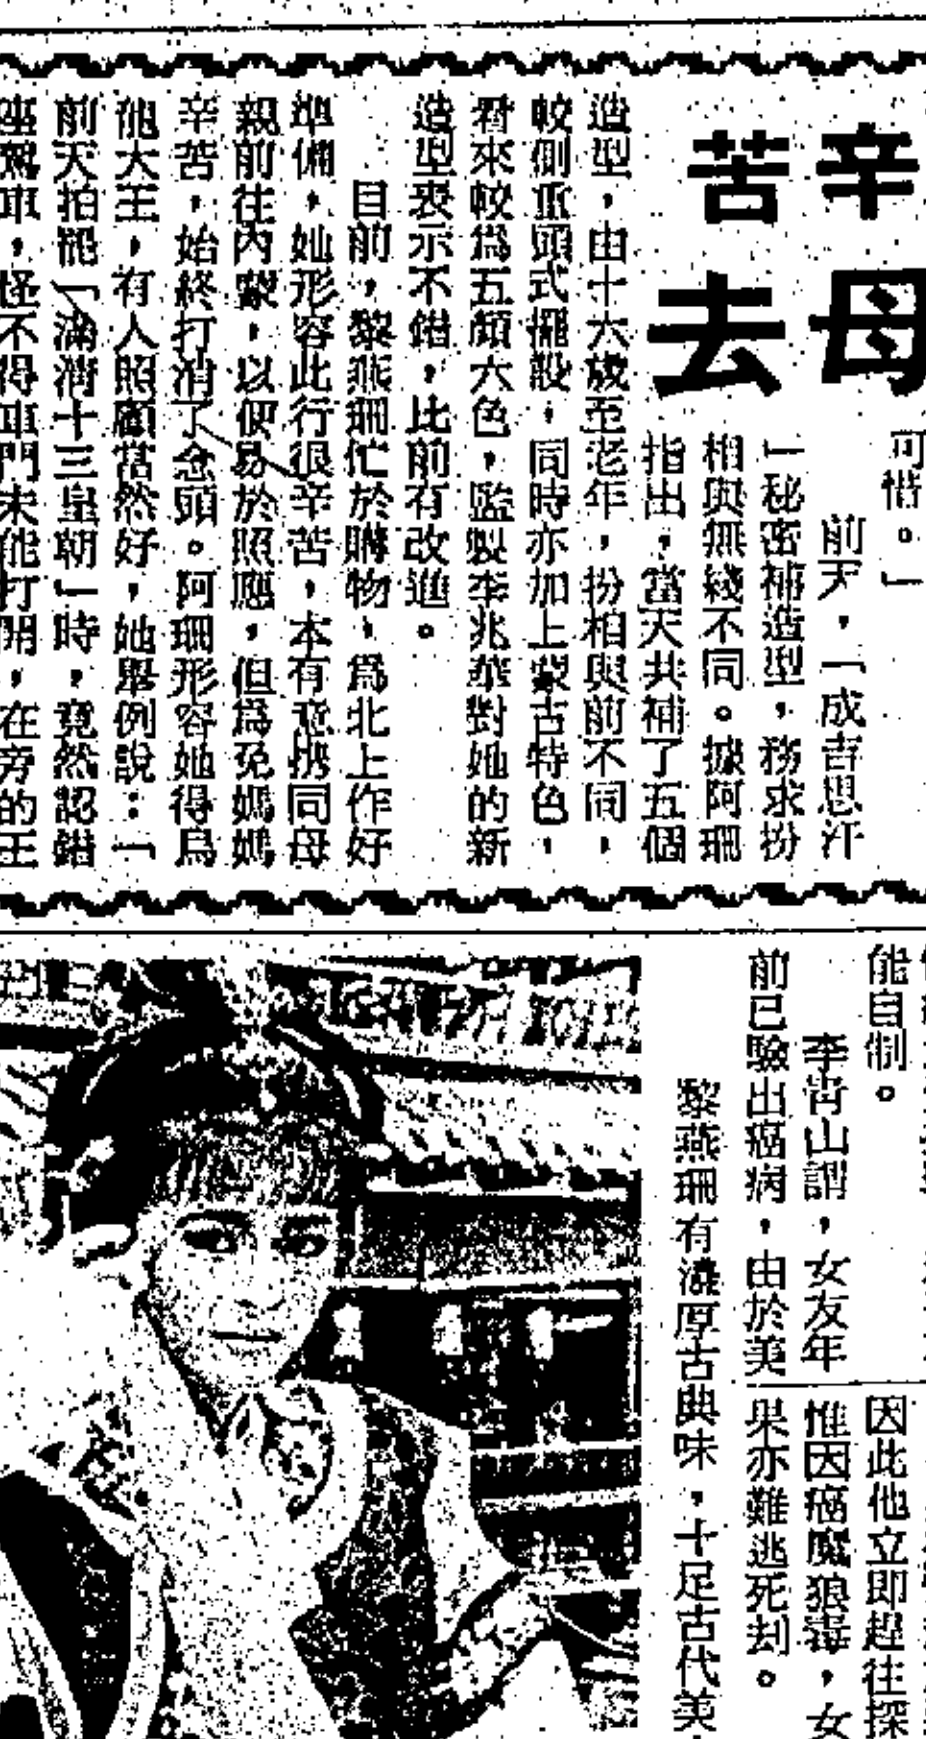 辛母
苦去
可惜。」
前天，「成吉思汗
」秘密補造型，務求扮
相與無綫不同。據阿珊
指出，當天共補了五個
造型，由十六歲至老年，扮相與前不同，
較側重頭式擺設，同時亦加上蒙古特色，
看來較為五顏六色，監製李兆華對她的新
造型表示不錯，比前有改進。
目前，黎燕珊忙於購物，為北上作好
準備，她形容此行很辛苦，本有意攜同母
親前往內蒙，以便易於照應，但為免媽媽
辛苦，始終打消了念頭。阿珊形容她得烏
他大王，有人照顧當然好，她舉例說：「
前天拍罷「滿清十三皇朝」時，竟然認錯
座駕車，怪不得車門未能打開，在旁的王
能自制。
李青山謂，女友年
前已驗出癌病，由於美
因此他立即趕往探
惟因癌魔狼毒，女
果亦難逃死刦。
黎燕珊有濃厚古典味，十足古代美